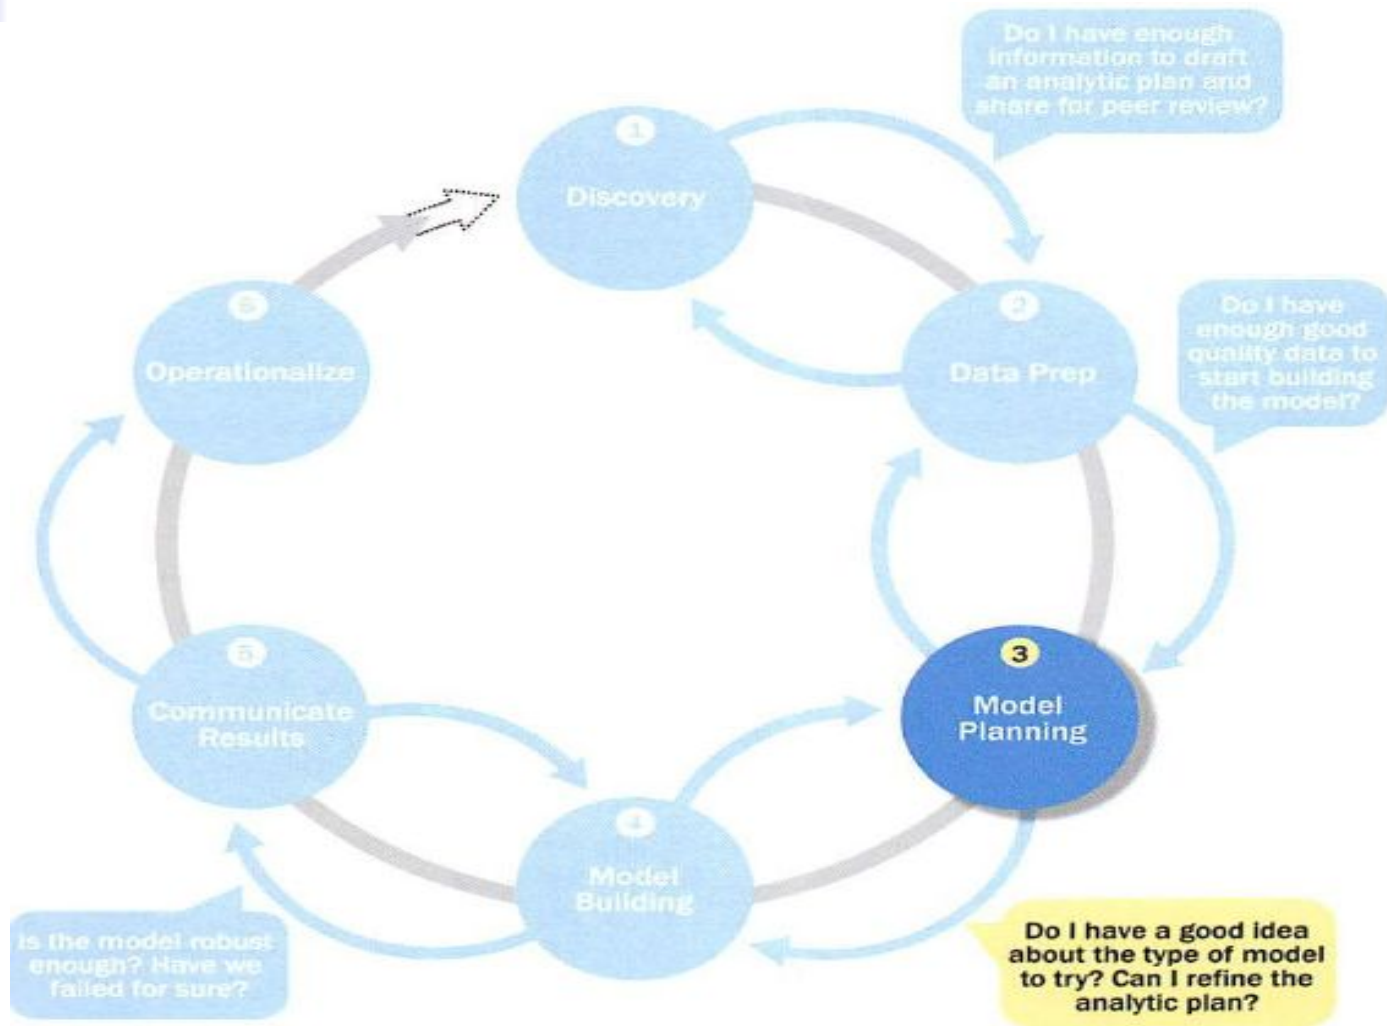 Do I have enough
information to draft
an analytic plan and
share for peer review?
1
Discovery
2
Data Prep
Do I have
enough good
quality data to
start building
the model?
6
Operationalize
3
Model
Planning
5
Communicate
Results
4
Model
Building
Is the model robust
enough? Have we
failed for sure?
Do I have a good idea
about the type of model
to try? Can I refine the
analytic plan?